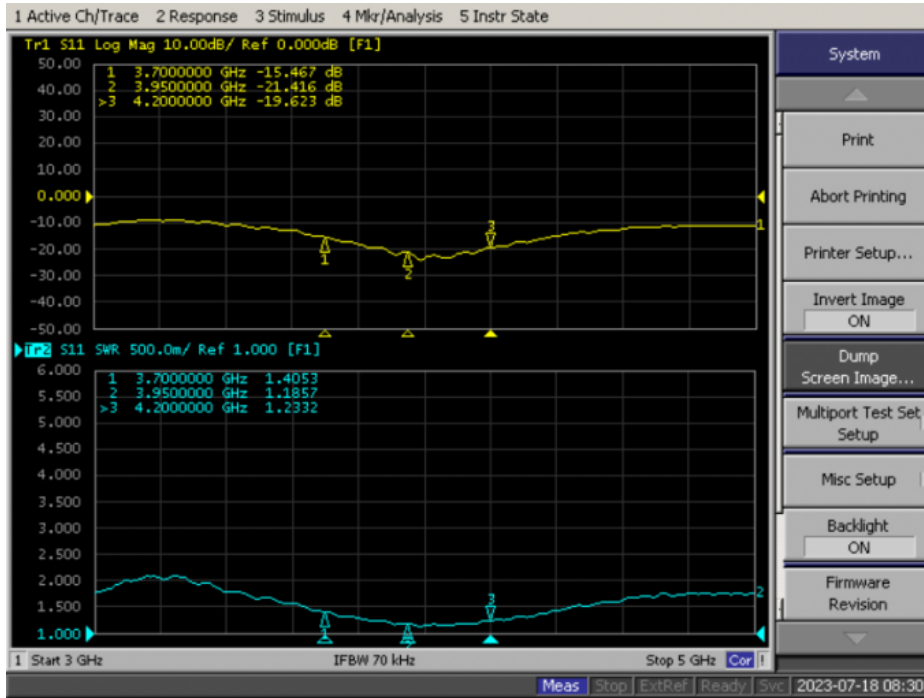 1 Active Ch/Trace 2 Response 3 Stimulus 4 Mkr/Analysis 5 Instr State
Tr1 S11 Log Mag 10.00dB/ Ref 0.000dB [F1]
50.00
1 3.7000000 GHz -15.467 dB
2 3.9500000 GHz -21.416 dB
>3 4.2000000 GHz -19.623 dB
40.00
30.00
20.00
10.00
0.000
-10.00
-20.00
-30.00
-40.00
-50.00
1
2
3
1
Tr2 S11 SWR 500.0m/ Ref 1.000 [F1]
6.000
1 3.7000000 GHz 1.4053
2 3.9500000 GHz 1.1857
>3 4.2000000 GHz 1.2332
5.500
5.000
4.500
4.000
3.500
3.000
2.500
2.000
1.500
1.000
1
3
2
1 Start 3 GHz IFBW 70 kHz Stop 5 GHz Cor !
System
Print
Abort Printing
Printer Setup...
Invert Image
ON
Dump
Screen Image...
Multiport Test Set
Setup
Misc Setup
Backlight
ON
Firmware
Revision
Meas Stop ExtRef Ready Svc 2023-07-18 08:30